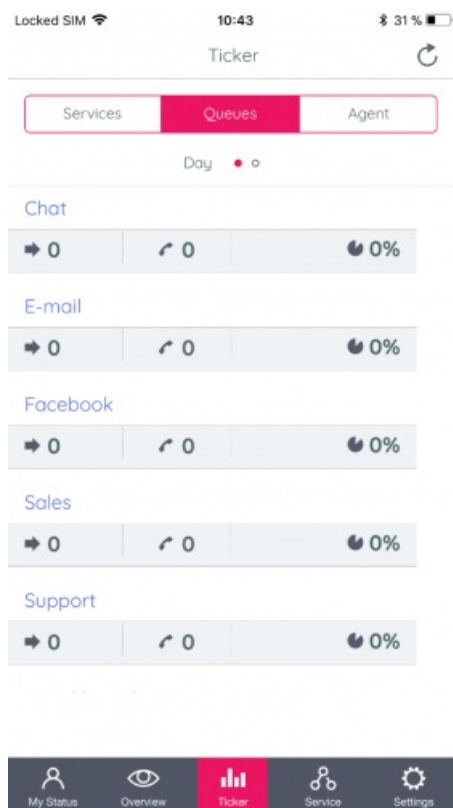 Locked SIM 10:43 31 %
Ticker
Services Queues Agent
Day
Chat
0 0 0%
E-mail
0 0 0%
Facebook
0 0 0%
Sales
0 0 0%
Support
0 0 0%
My Status Overview Ticker Service Settings